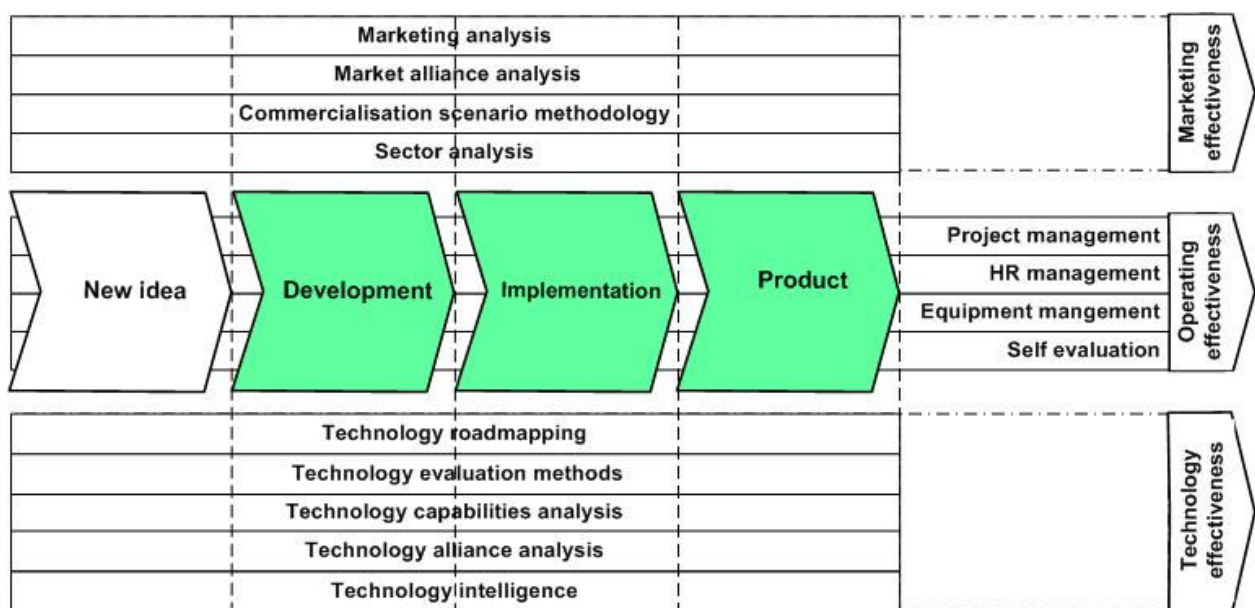 Marketing analysis
Market alliance analysis
Commercialisation scenario methodology
Sector analysis
Marketing
effectiveness
New idea
Development
Implementation
Product
Project management
HR management
Equipment mangement
Self evaluation
Operating
effectiveness
Technology roadmapping
Technology evaluation methods
Technology capabilities analysis
Technology alliance analysis
Technology intelligence
Technology
effectiveness